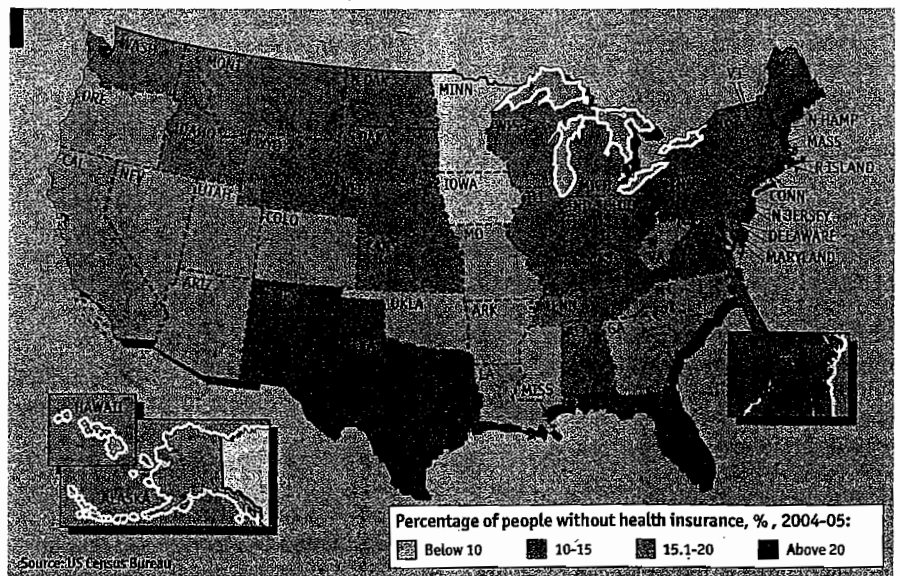 WASH
MONT
N DAK
MINN
VT
ORE
IDAHO
WIS
N HAMP
MASS
R ISLAND
CAL
NEV
UTAH
IOWA
CONN
N JERSEY
DELAWARE
MARYLAND
COLO
MO
ARIZ
OKLA
ARK
GA
LA
MISS
HAWAII
ALASKA
Percentage of people without health insurance, %, 2004-05:
Below 10
10-15
15.1-20
Above 20
Source: US Census Bureau